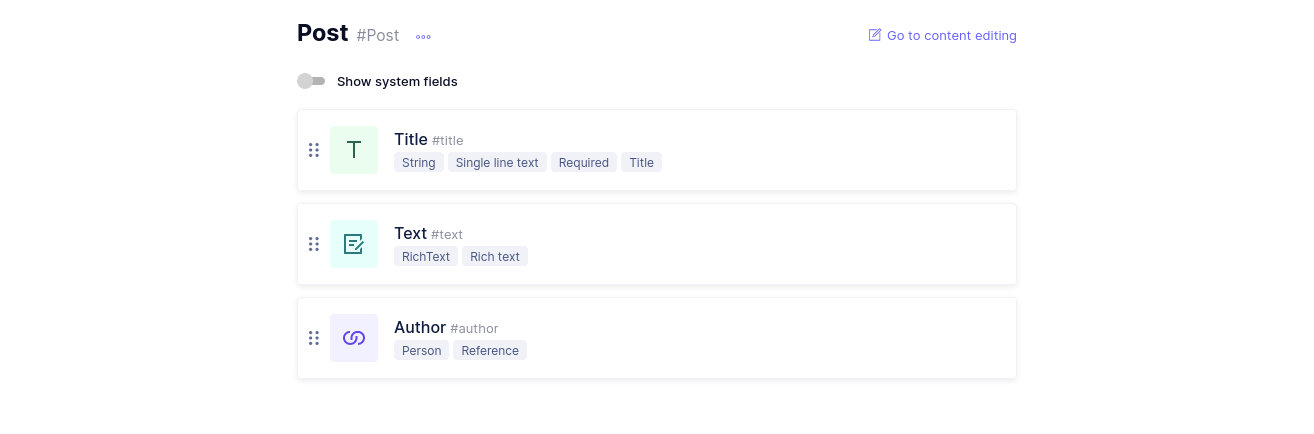 Post #Post
Go to content editing
Show system fields
T
Title #title
String Single line text Required Title
Text #text
RichText Rich text
Author #author
Person Reference